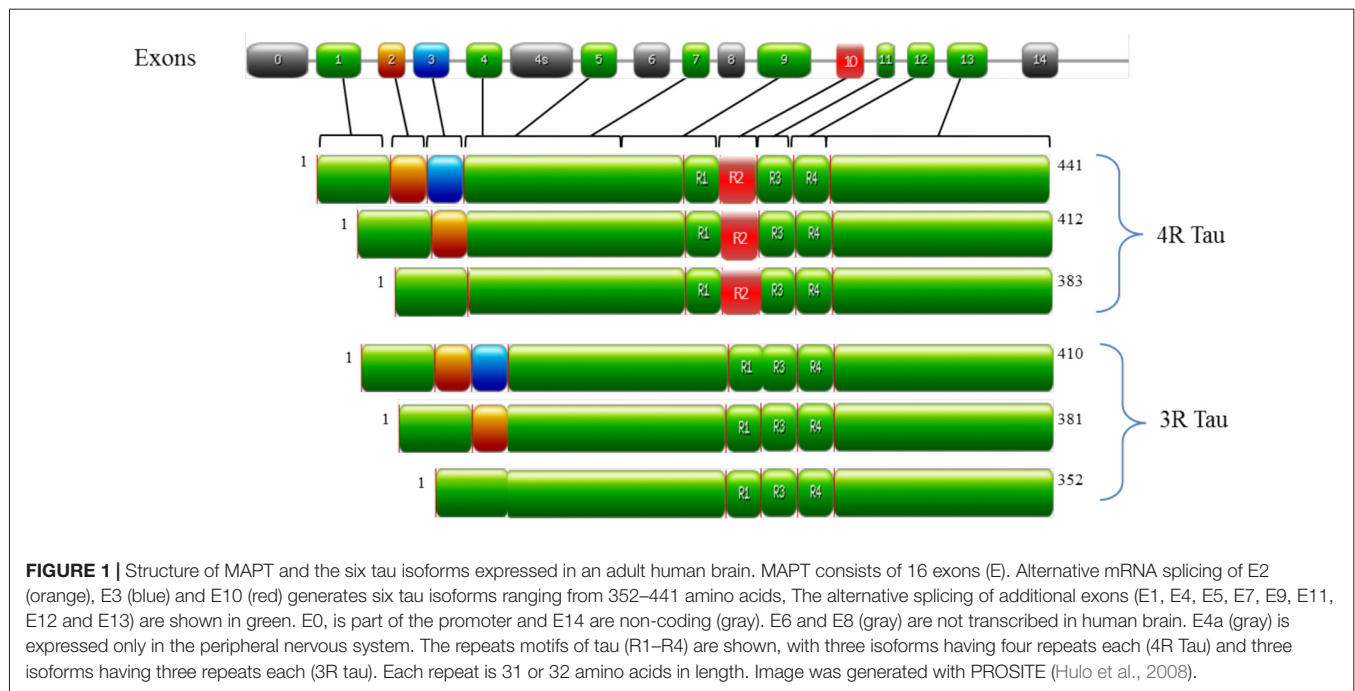 Exons
0 1 2 3 4 4s 5 6 7 8 9 10 11 12 13 14
1 R1 R2 R3 R4 441
1 R1 R2 R3 R4 412
1 R1 R2 R3 R4 383
4R Tau
1 R1 R3 R4 410
1 R1 R3 R4 381
1 R1 R3 R4 352
3R Tau
FIGURE 1 | Structure of MAPT and the six tau isoforms expressed in an adult human brain. MAPT consists of 16 exons (E). Alternative mRNA splicing of E2
(orange), E3 (blue) and E10 (red) generates six tau isoforms ranging from 352–441 amino acids, The alternative splicing of additional exons (E1, E4, E5, E7, E9, E11,
E12 and E13) are shown in green. E0, is part of the promoter and E14 are non-coding (gray). E6 and E8 (gray) are not transcribed in human brain. E4a (gray) is
expressed only in the peripheral nervous system. The repeats motifs of tau (R1–R4) are shown, with three isoforms having four repeats each (4R Tau) and three
isoforms having three repeats each (3R tau). Each repeat is 31 or 32 amino acids in length. Image was generated with PROSITE (Hulo et al., 2008).